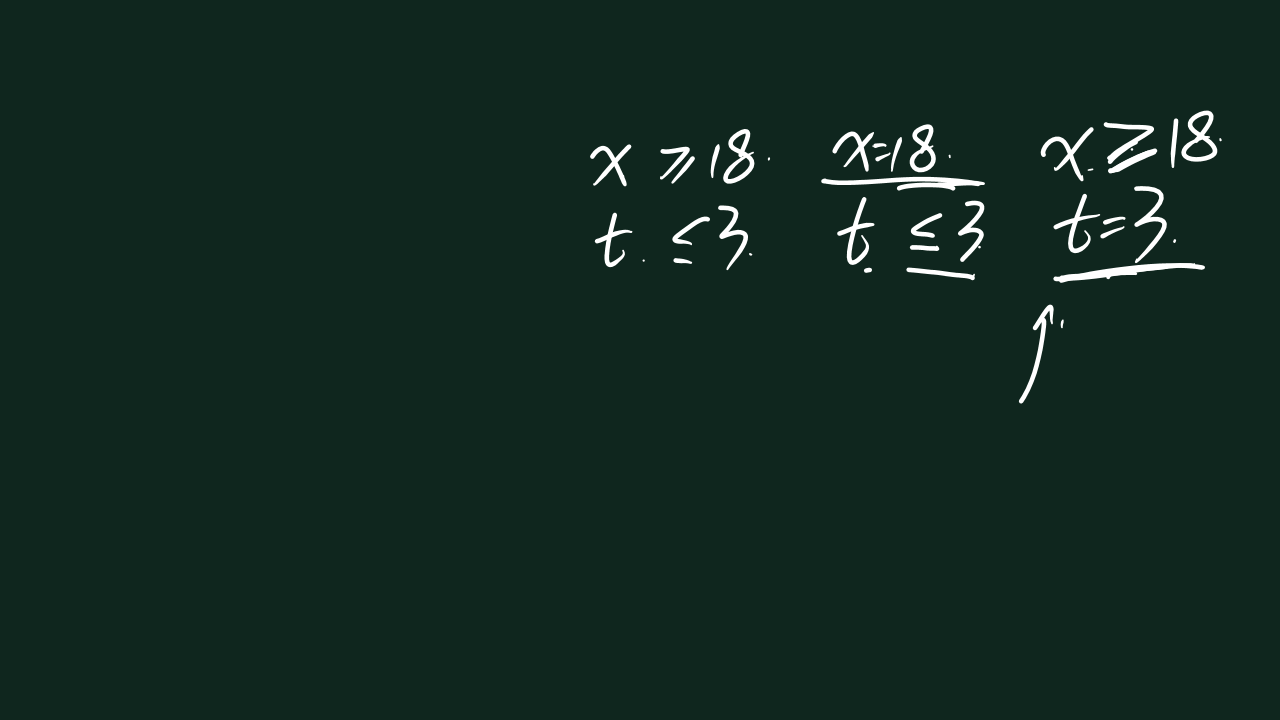 x ≥ 18. x=18. x ≥ 18.
t ≤ 3. t ≤ 3. t=3.